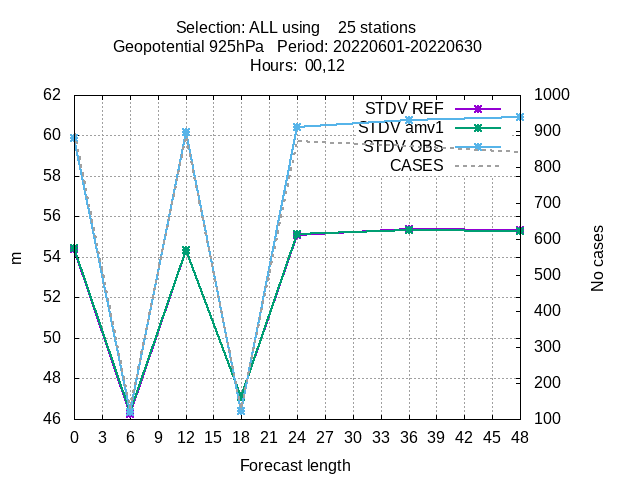 Selection: ALL using 25 stations
Geopotential 925hPa Period: 20220601-20220630
Hours: 00,12
STDV REF
STDV amv1
STDV OBS
CASES
62
60
58
56
54
52
50
48
46
m
1000
900
800
700
600
500
400
300
200
100
No cases
0 3 6 9 12 15 18 21 24 27 30 33 36 39 42 45 48
Forecast length